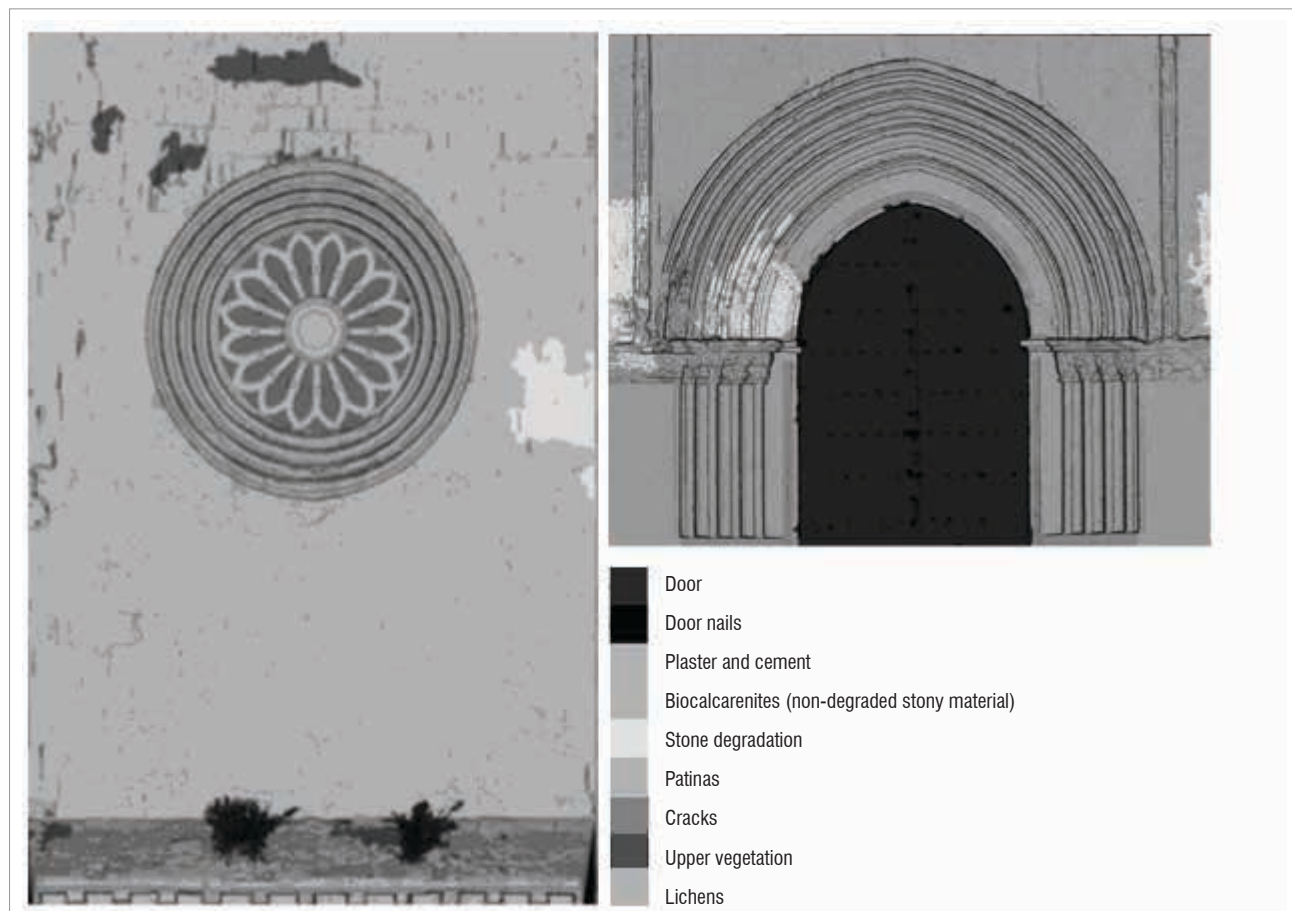 Door
Door nails
Plaster and cement
Biocalcarenites (non-degraded stony material)
Stone degradation
Patinas
Cracks
Upper vegetation
Lichens